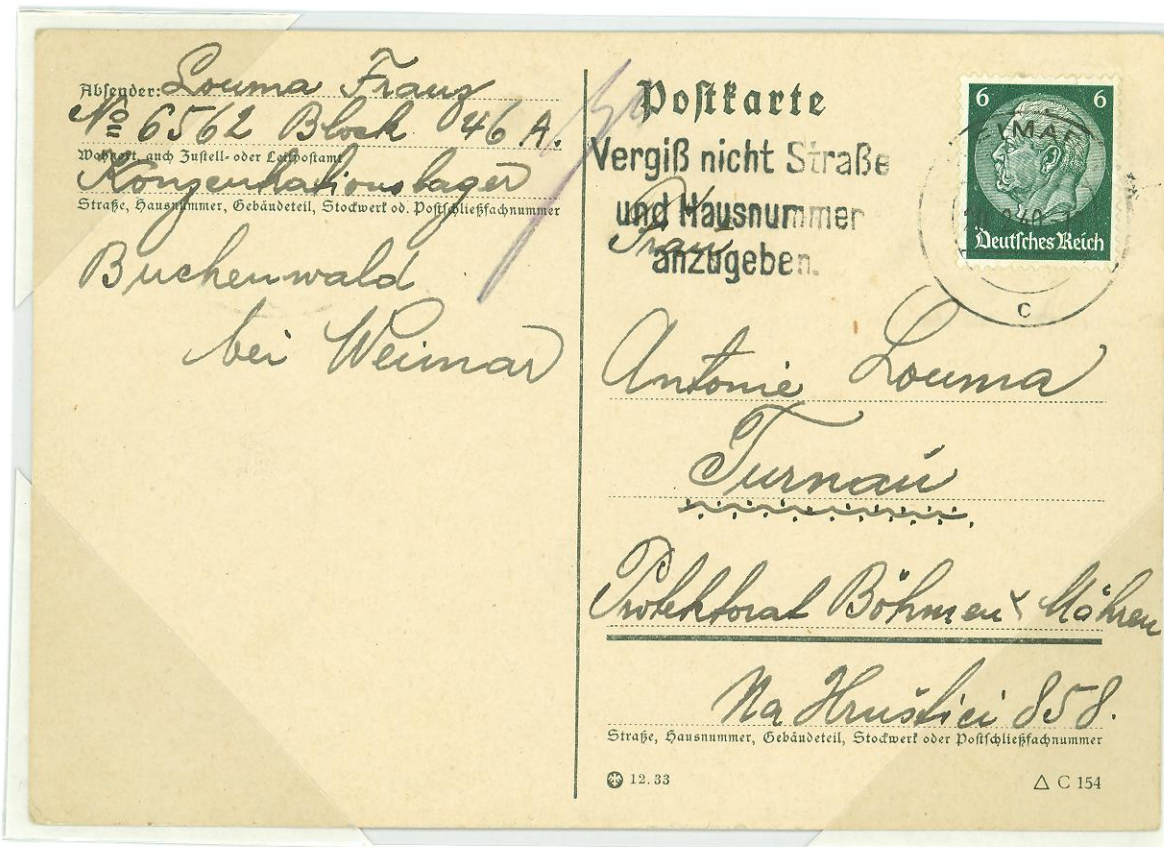 Absender: Louma Franz
No 6562 Block 46 A.
Wohnort, auch Zustell- oder Leitpostamt
Konzentrationslager
Straße, Hausnummer, Gebäudeteil, Stockwerk od. Postschließfachnummer
Buchenwald
bei Weimar
Postkarte
Vergiß nicht Straße
und Hausnummer
anzugeben.
6 6
Deutsches Reich
c
Frau
Antonie Louma
Turnau
Protektorat Böhmen & Mähren
Na Hruštici 858.
Straße, Hausnummer, Gebäudeteil, Stockwerk oder Postschließfachnummer
12.33
△ C 154